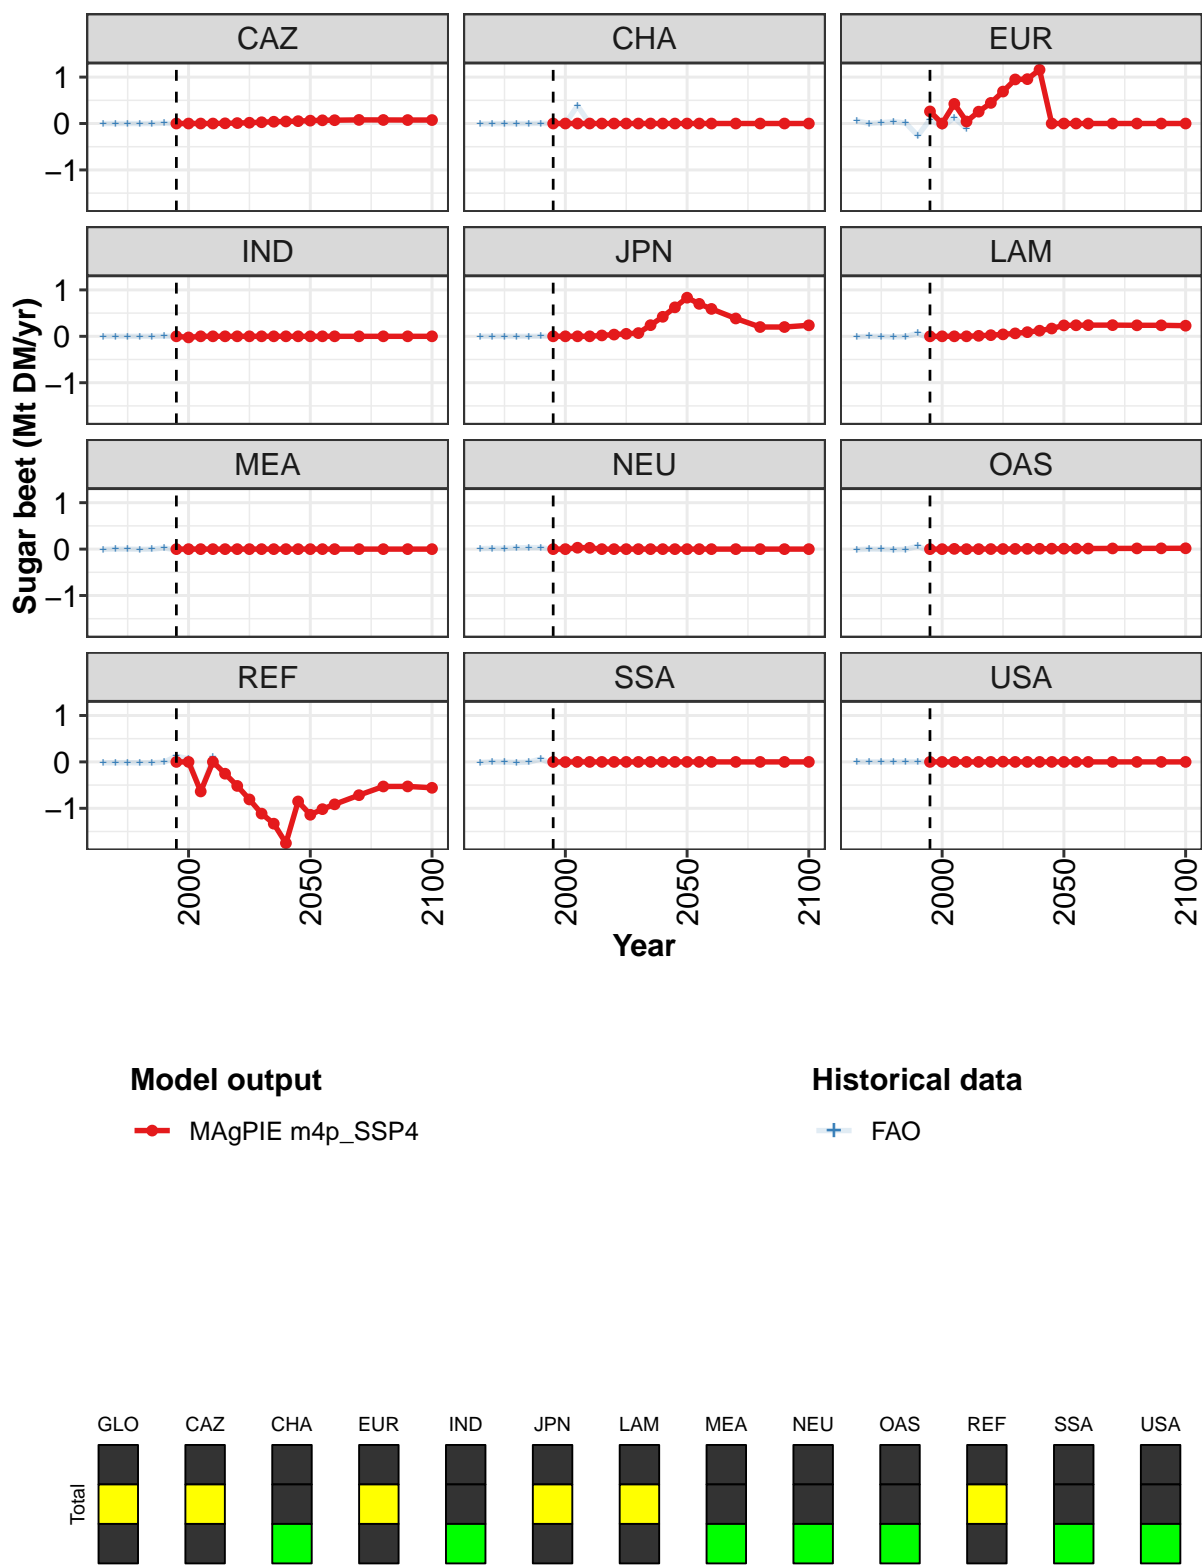 CAZ CHA EUR
1
0
−1
IND JPN LAM
1
0
−1
MEA NEU OAS
1
0
−1
REF SSA USA
1
0
−1
Sugar beet (Mt DM/yr)
2000 2050 2100 2000 2050 2100 2000 2050 2100
Year
Model output Historical data
MAgPIE m4p_SSP4 FAO
GLO CAZ CHA EUR IND JPN LAM MEA NEU OAS REF SSA USA
Total